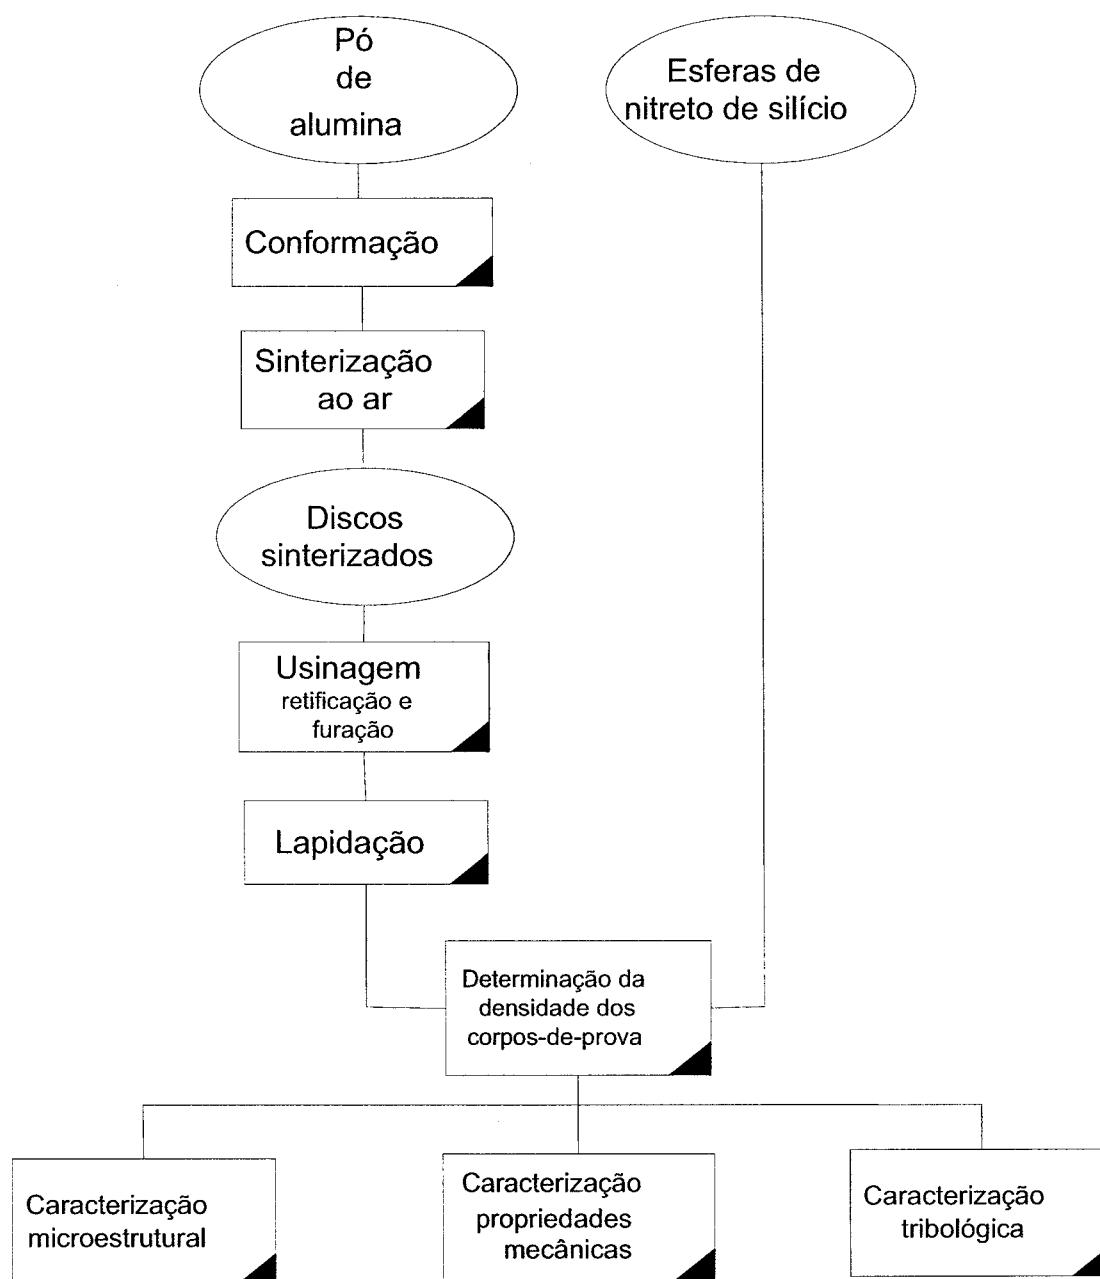 Pó
de
alumina
Esferas de
nitreto de silício
Conformação
Sinterização
ao ar
Discos
sinterizados
Usinagem
retificação e
furação
Lapidação
Determinação da
densidade dos
corpos-de-prova
Caracterização
microestrutural
Caracterização
propriedades
mecânicas
Caracterização
tribológica